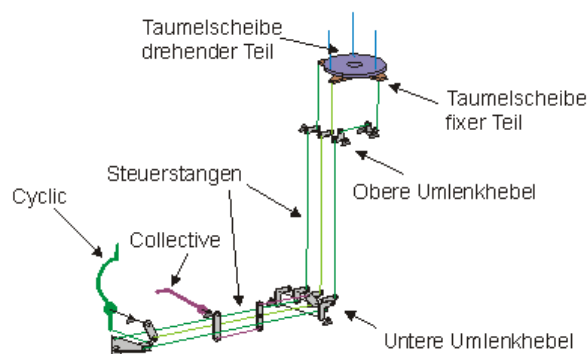 Taumelscheibe
drehender Teil
Taumelscheibe
fixer Teil
Steuerstangen
Obere Umlenkhebel
Cyclic
Collective
Untere Umlenkhebel